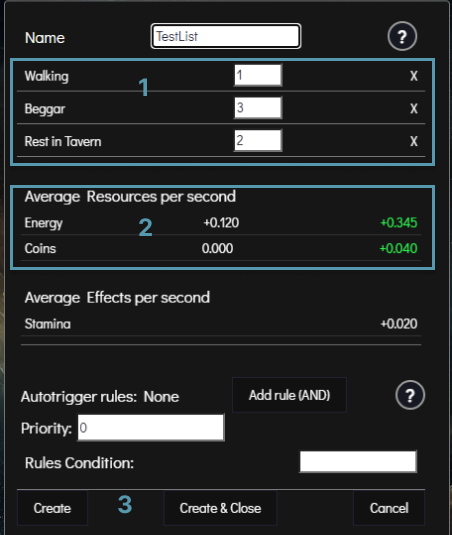 Name TestList ?
Walking 1 X
1
Beggar 3 X
Rest in Tavern 2 X
Average Resources per second
Energy +0.120 +0.345
2
Coins 0.000 +0.040
Average Effects per second
Stamina +0.020
Autotrigger rules: None Add rule (AND) ?
Priority: 0
Rules Condition:
Create 3 Create & Close Cancel